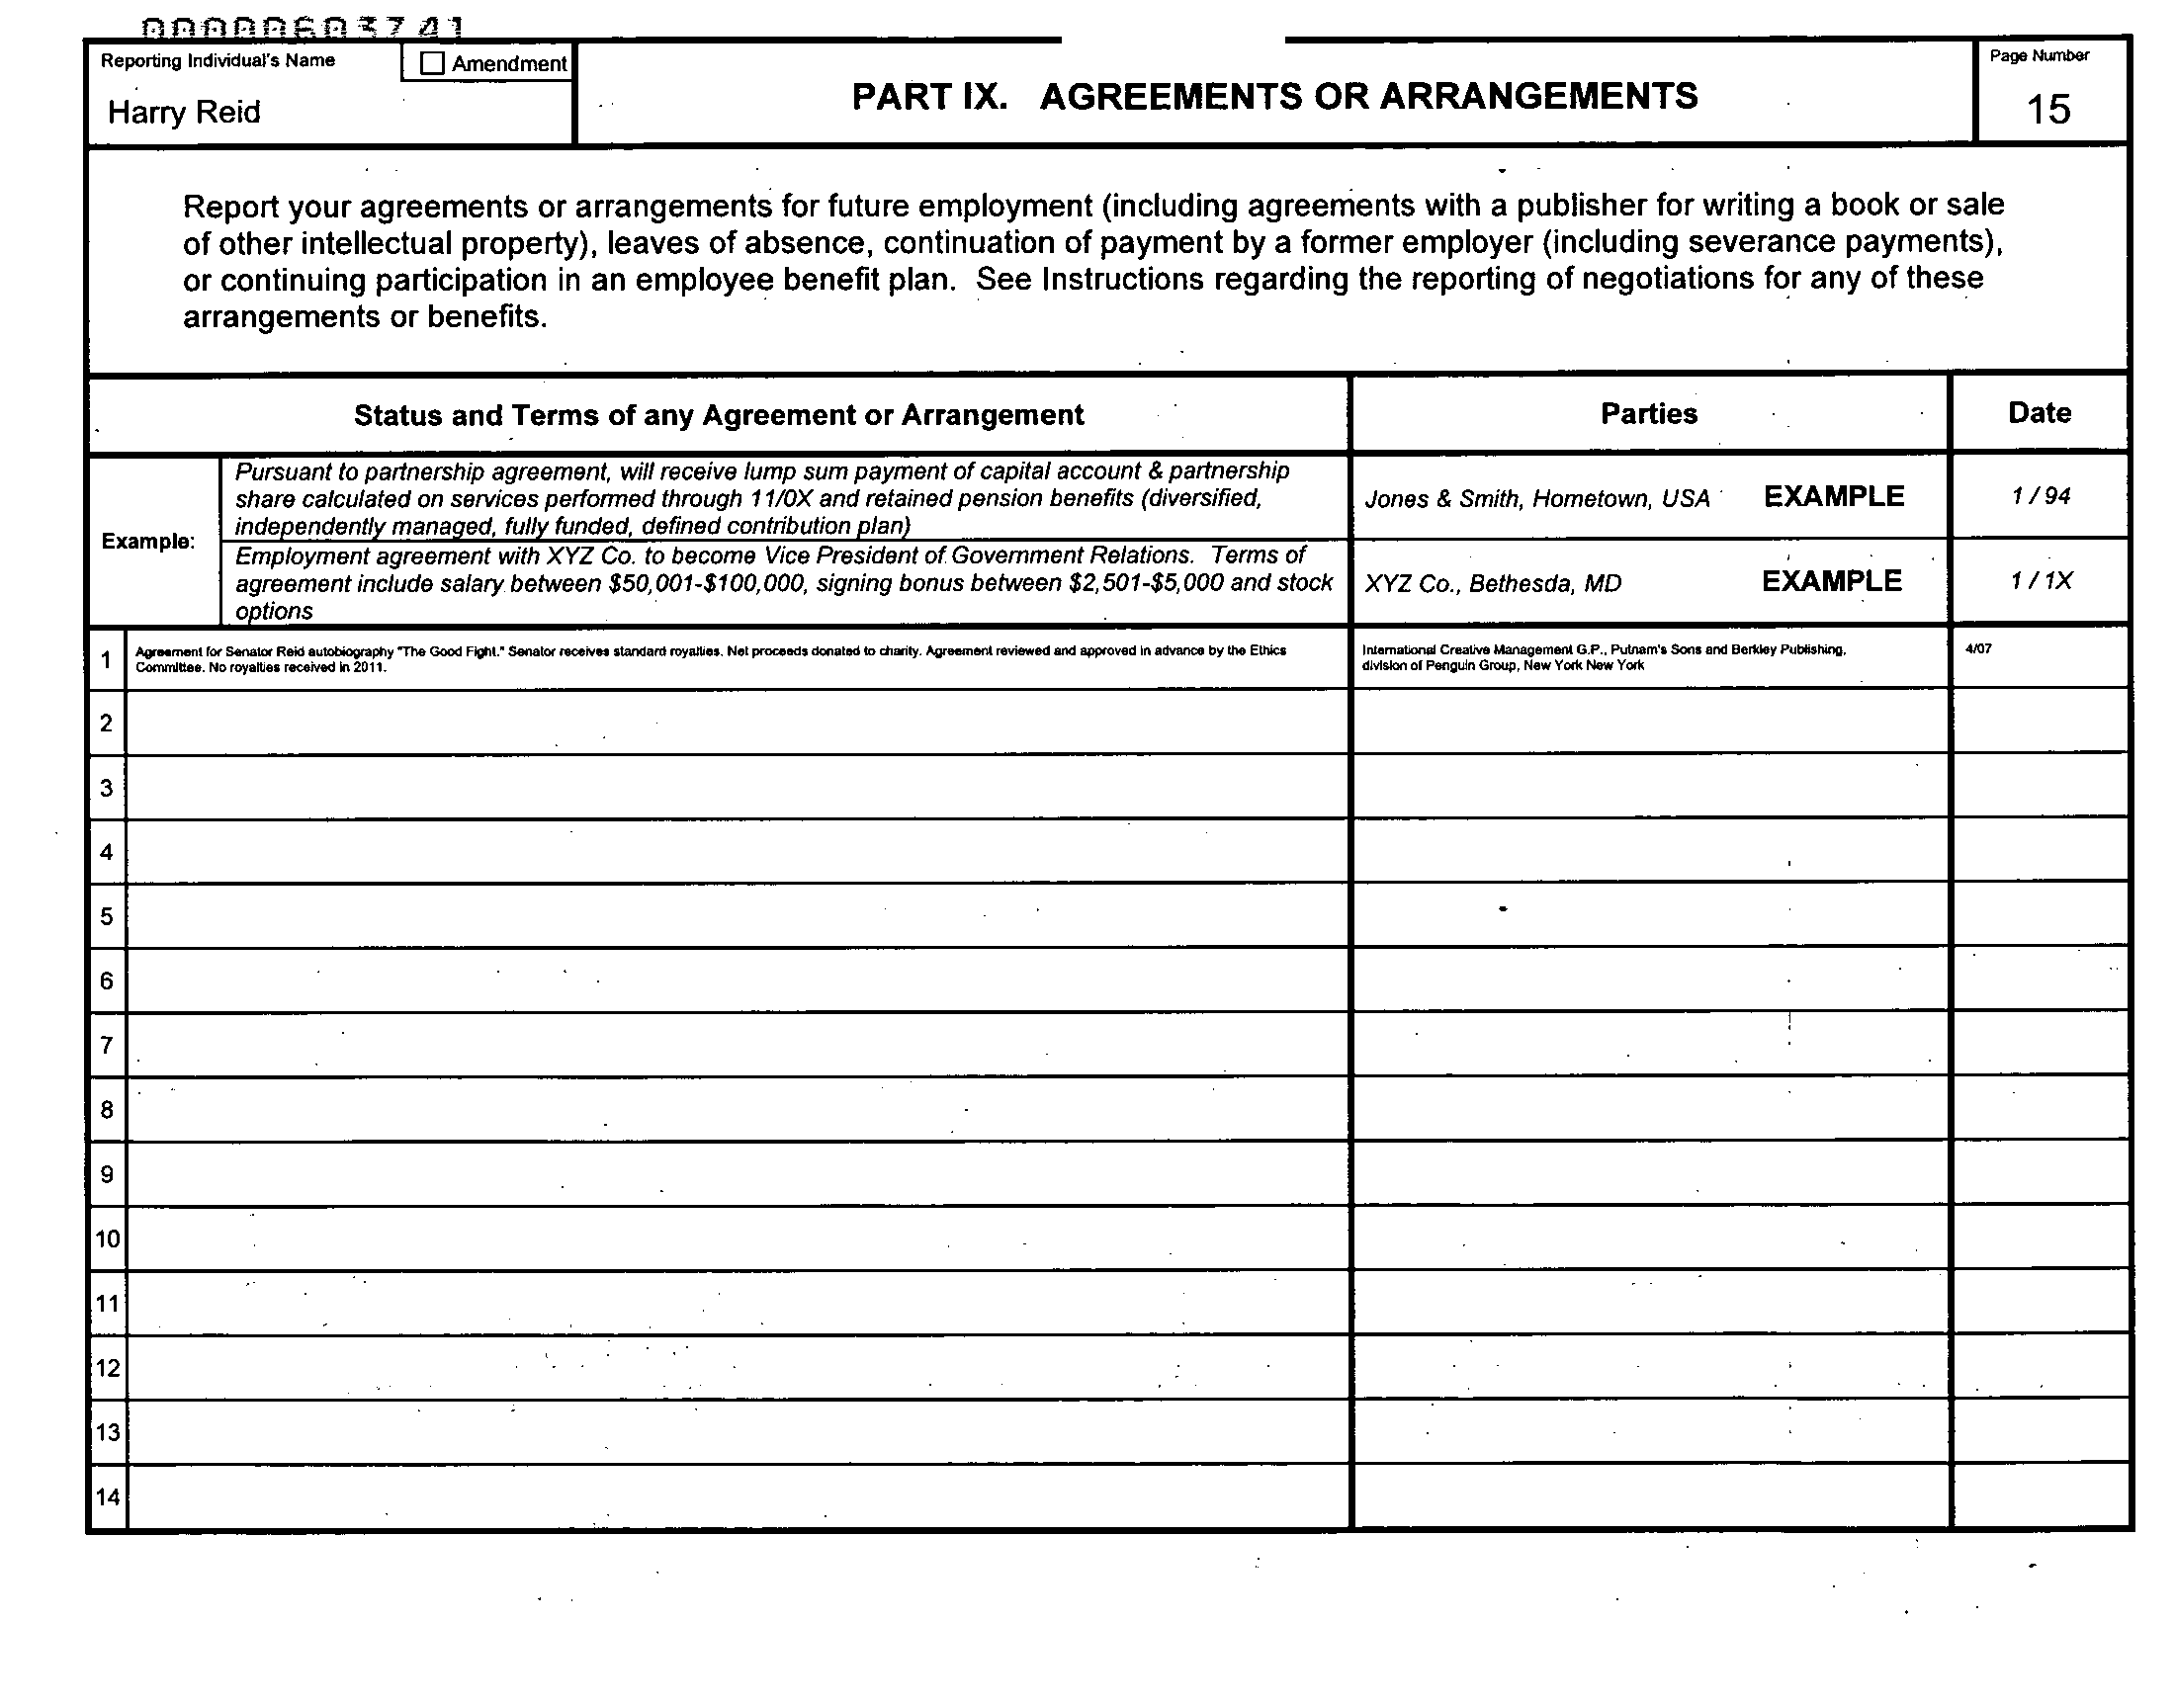 000000603741
Reporting Individual's Name
☐ Amendment
Harry Reid
PART IX. AGREEMENTS OR ARRANGEMENTS
Page Number
15
Report your agreements or arrangements for future employment (including agreements with a publisher for writing a book or sale
of other intellectual property), leaves of absence, continuation of payment by a former employer (including severance payments),
or continuing participation in an employee benefit plan. See Instructions regarding the reporting of negotiations for any of these
arrangements or benefits.
Status and Terms of any Agreement or Arrangement
Parties
Date
Example:
Pursuant to partnership agreement, will receive lump sum payment of capital account & partnership
share calculated on services performed through 11/0X and retained pension benefits (diversified,
independently managed, fully funded, defined contribution plan)
Jones & Smith, Hometown, USA EXAMPLE
1 / 94
Employment agreement with XYZ Co. to become Vice President of Government Relations. Terms of
agreement include salary between $50,001-$100,000, signing bonus between $2,501-$5,000 and stock
options
XYZ Co., Bethesda, MD EXAMPLE
1 / 1X
1
Agreement for Senator Reid autobiography "The Good Fight." Senator receives standard royalties. Net proceeds donated to charity. Agreement reviewed and approved in advance by the Ethics
Committee. No royalties received in 2011.
International Creative Management G.P., Putnam's Sons and Berkley Publishing,
division of Penguin Group, New York New York
4/07
2
3
4
5
6
7
8
9
10
11
12
13
14